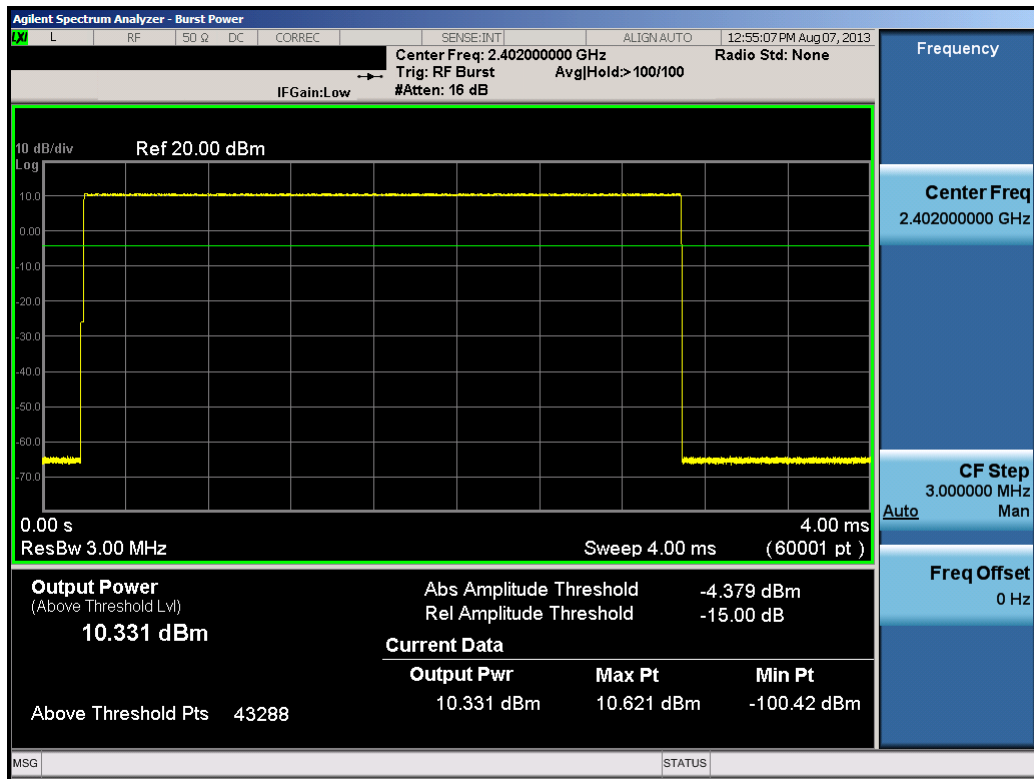 Agilent Spectrum Analyzer - Burst Power
LXI L RF 50 Ω DC CORREC SENSE:INT ALIGNAUTO 12:55:07 PM Aug 07, 2013
Center Freq: 2.402000000 GHz Radio Std: None
Trig: RF Burst Avg|Hold:>100/100
IFGain:Low #Atten: 16 dB
Frequency
10 dB/div Ref 20.00 dBm
Log
10.0
0.00
-10.0
-20.0
-30.0
-40.0
-50.0
-60.0
-70.0
0.00 s 4.00 ms
ResBw 3.00 MHz Sweep 4.00 ms (60001 pt)
Center Freq
2.402000000 GHz
CF Step
3.000000 MHz
Auto Man
Freq Offset
0 Hz
Output Power
(Above Threshold Lvl)
10.331 dBm
Above Threshold Pts 43288
Abs Amplitude Threshold -4.379 dBm
Rel Amplitude Threshold -15.00 dB
Current Data
Output Pwr Max Pt Min Pt
10.331 dBm 10.621 dBm -100.42 dBm
MSG STATUS